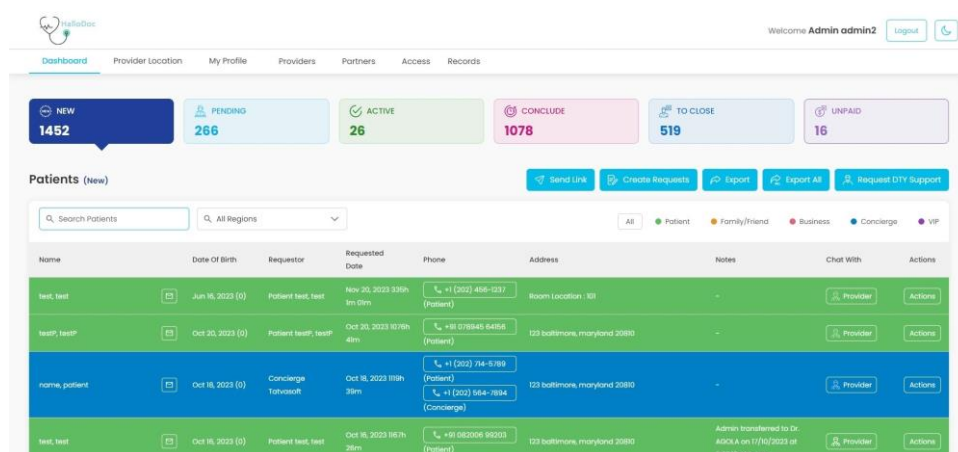 HelloDoc
Welcome Admin admin2 Logout
Dashboard Provider Location My Profile Providers Partners Access Records
NEW PENDING ACTIVE CONCLUDE TO CLOSE UNPAID
1452 266 26 1078 519 16
Patients (New) Send Link Create Requests Export Export All Request DTY Support
Search Patients All Regions All Patient Family/Friend Business Concierge VIP
Name Date Of Birth Requestor Requested Date Phone Address Notes Chat With Actions
test, test Jun 16, 2023 (0) Patient test, test Nov 20, 2023 335h 1m 01m +1 (202) 456-1237 (Patient) Room Location : 101 - Provider Actions
testP, testP Oct 20, 2023 (0) Patient testP, testP Oct 20, 2023 1076h 41m +91 078945 64156 (Patient) 123 baltimore, maryland 20810 - Provider Actions
name, patient Oct 18, 2023 (0) Concierge Tatvasoft Oct 18, 2023 1119h 39m +1 (202) 714-5789 (Patient) +1 (202) 564-7894 (Concierge) 123 baltimore, maryland 20810 - Provider Actions
test, test Oct 16, 2023 (0) Patient test, test Oct 16, 2023 1167h 26m +91 082006 99203 (Patient) 123 baltimore, maryland 20810 Admin transferred to Dr. AGOLA on 17/10/2023 at Provider Actions